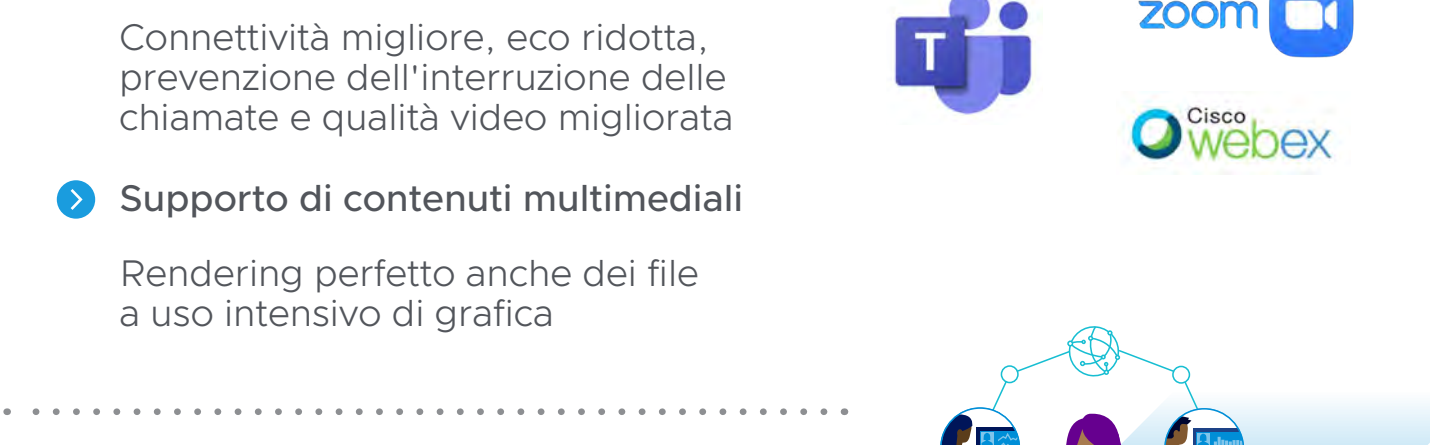 Connettività migliore, eco ridotta,
prevenzione dell'interruzione delle
chiamate e qualità video migliorata
Supporto di contenuti multimediali
Rendering perfetto anche dei file
a uso intensivo di grafica
T
zoom
Cisco
webex